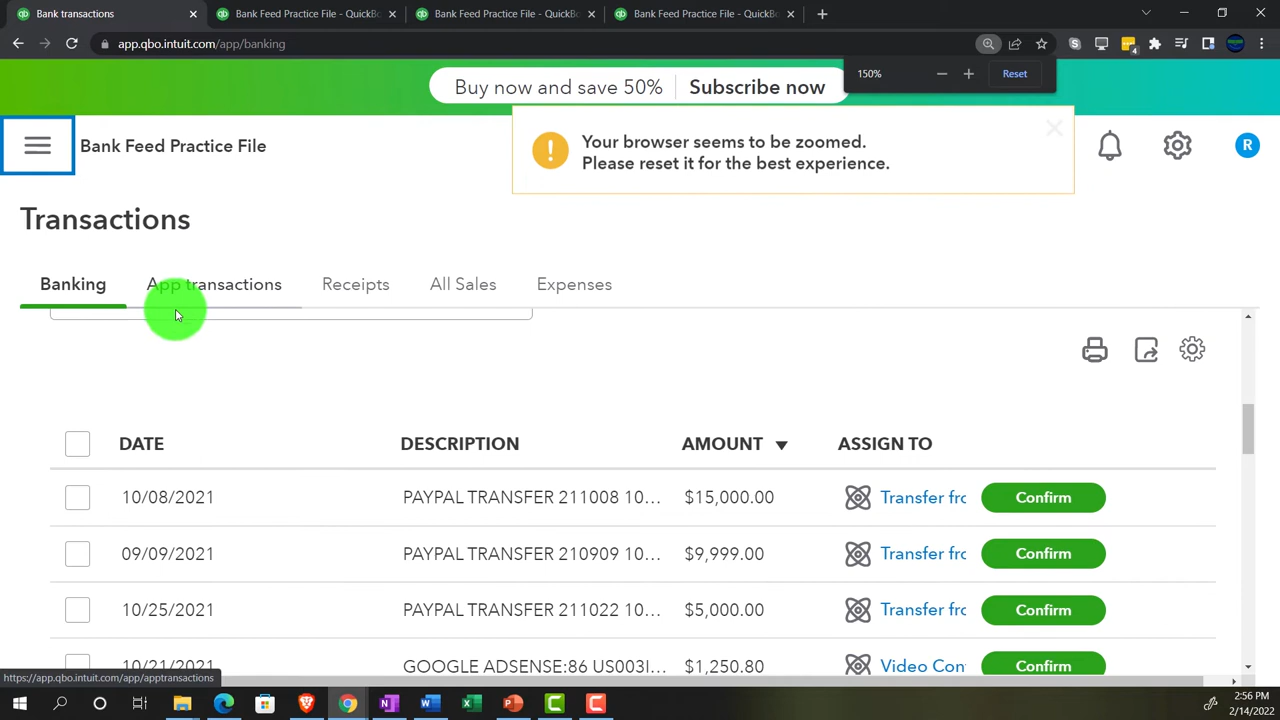 Bank transactions
Bank Feed Practice File - QuickBo
Bank Feed Practice File - QuickBo
Bank Feed Practice File - QuickBo
app.qbo.intuit.com/app/banking
4
150%
Reset
Buy now and save 50%
Subscribe now
Your browser seems to be zoomed.
Please reset it for the best experience.
Bank Feed Practice File
R
Transactions
Banking
App transactions
Receipts
All Sales
Expenses
DATE DESCRIPTION AMOUNT ASSIGN TO
10/08/2021 PAYPAL TRANSFER 211008 10… $15,000.00 Transfer frc Confirm
09/09/2021 PAYPAL TRANSFER 210909 10… $9,999.00 Transfer frc Confirm
10/25/2021 PAYPAL TRANSFER 211022 10… $5,000.00 Transfer frc Confirm
10/21/2021 GOOGLE ADSENSE:86 US003I… $1,250.80 Video Con Confirm
https://app.qbo.intuit.com/app/apptransactions
2:56 PM
2/14/2022